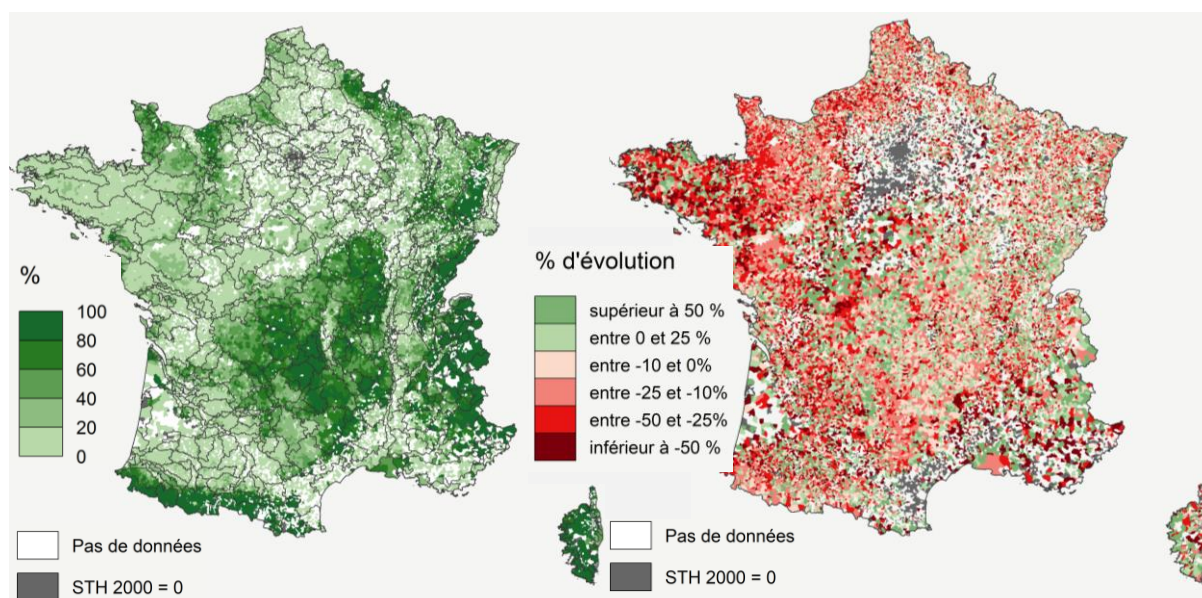 %
100
80
60
40
20
0
Pas de données
STH 2000 = 0
% d'évolution
supérieur à 50 %
entre 0 et 25 %
entre -10 et 0%
entre -25 et -10%
entre -50 et -25%
inférieur à -50 %
Pas de données
STH 2000 = 0